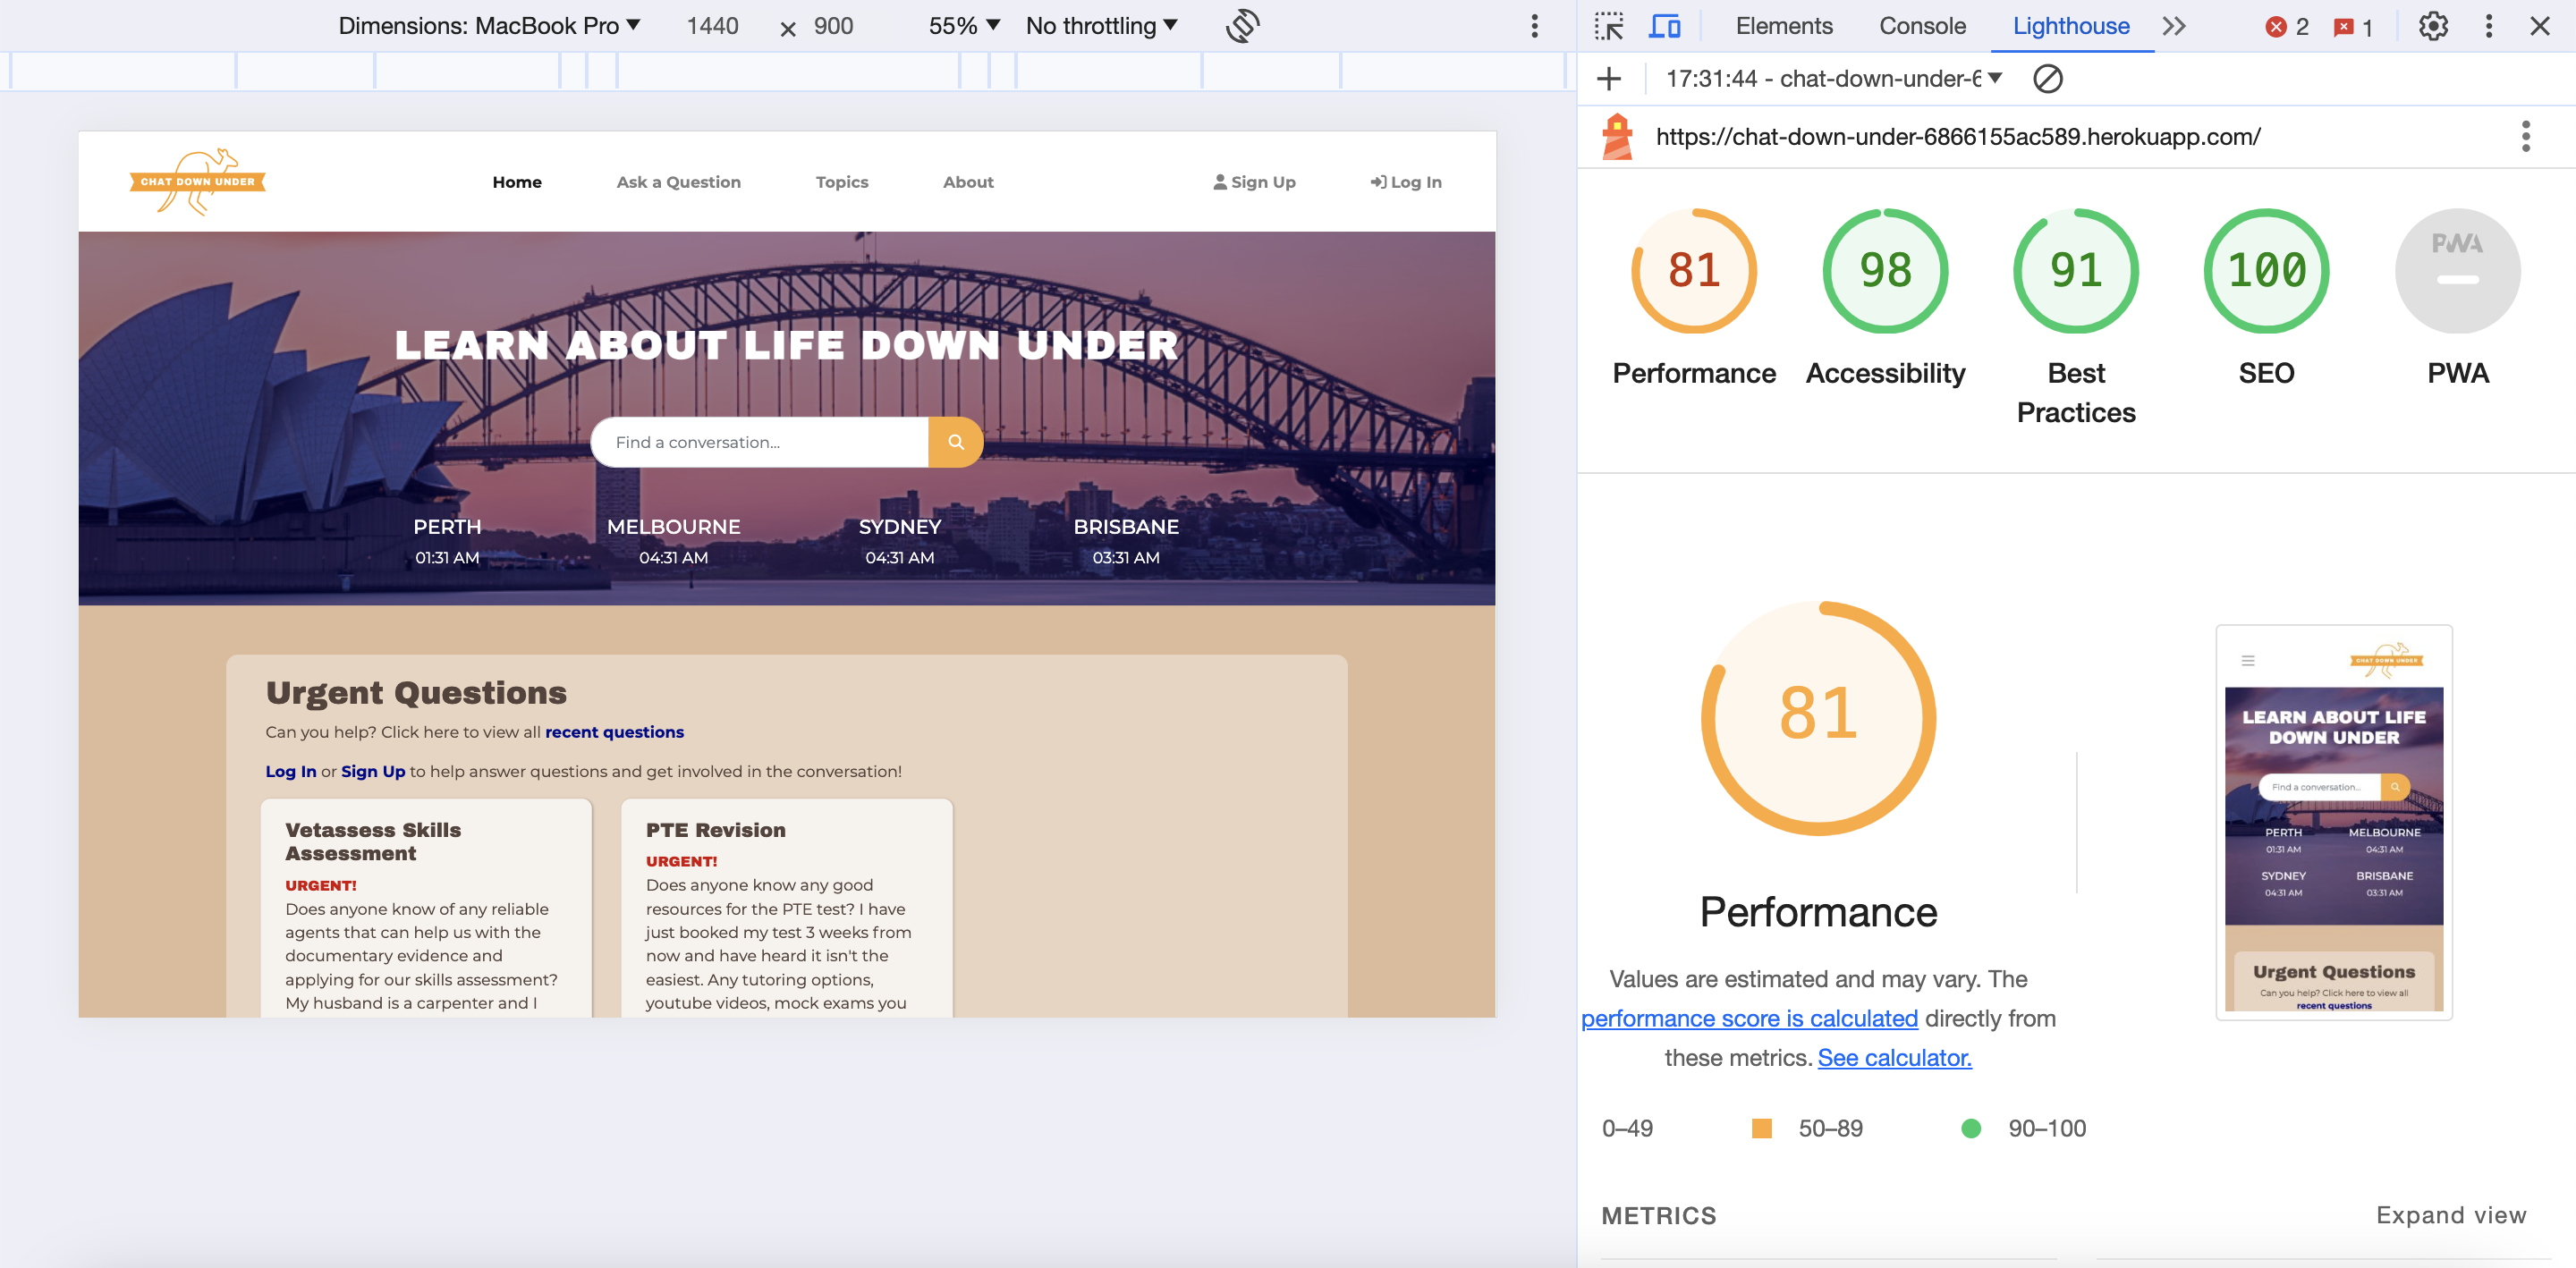 Dimensions: MacBook Pro 1440 × 900 55% No throttling
CHAT DOWN UNDER
Home Ask a Question Topics About Sign Up Log In
LEARN ABOUT LIFE DOWN UNDER
Find a conversation...
PERTH MELBOURNE SYDNEY BRISBANE
01:31 AM 04:31 AM 04:31 AM 03:31 AM
Urgent Questions
Can you help? Click here to view all recent questions
Log In or Sign Up to help answer questions and get involved in the conversation!
Vetassess Skills
Assessment
URGENT!
Does anyone know of any reliable
agents that can help us with the
documentary evidence and
applying for our skills assessment?
My husband is a carpenter and I
PTE Revision
URGENT!
Does anyone know any good
resources for the PTE test? I have
just booked my test 3 weeks from
now and have heard it isn't the
easiest. Any tutoring options,
youtube videos, mock exams you
Elements Console Lighthouse 2 1
17:31:44 - chat-down-under-6
https://chat-down-under-6866155ac589.herokuapp.com/
81 98 91 100 PWA
Performance Accessibility Best SEO PWA
Practices
81
Performance
Values are estimated and may vary. The
performance score is calculated directly from
these metrics. See calculator.
CHAT DOWN UNDER
LEARN ABOUT LIFE
DOWN UNDER
Find a conversation...
PERTH MELBOURNE
01:31 AM 04:31 AM
SYDNEY BRISBANE
04:31 AM 03:31 AM
Urgent Questions
Can you help? Click here to view all
recent questions
0–49 50–89 90–100
METRICS Expand view